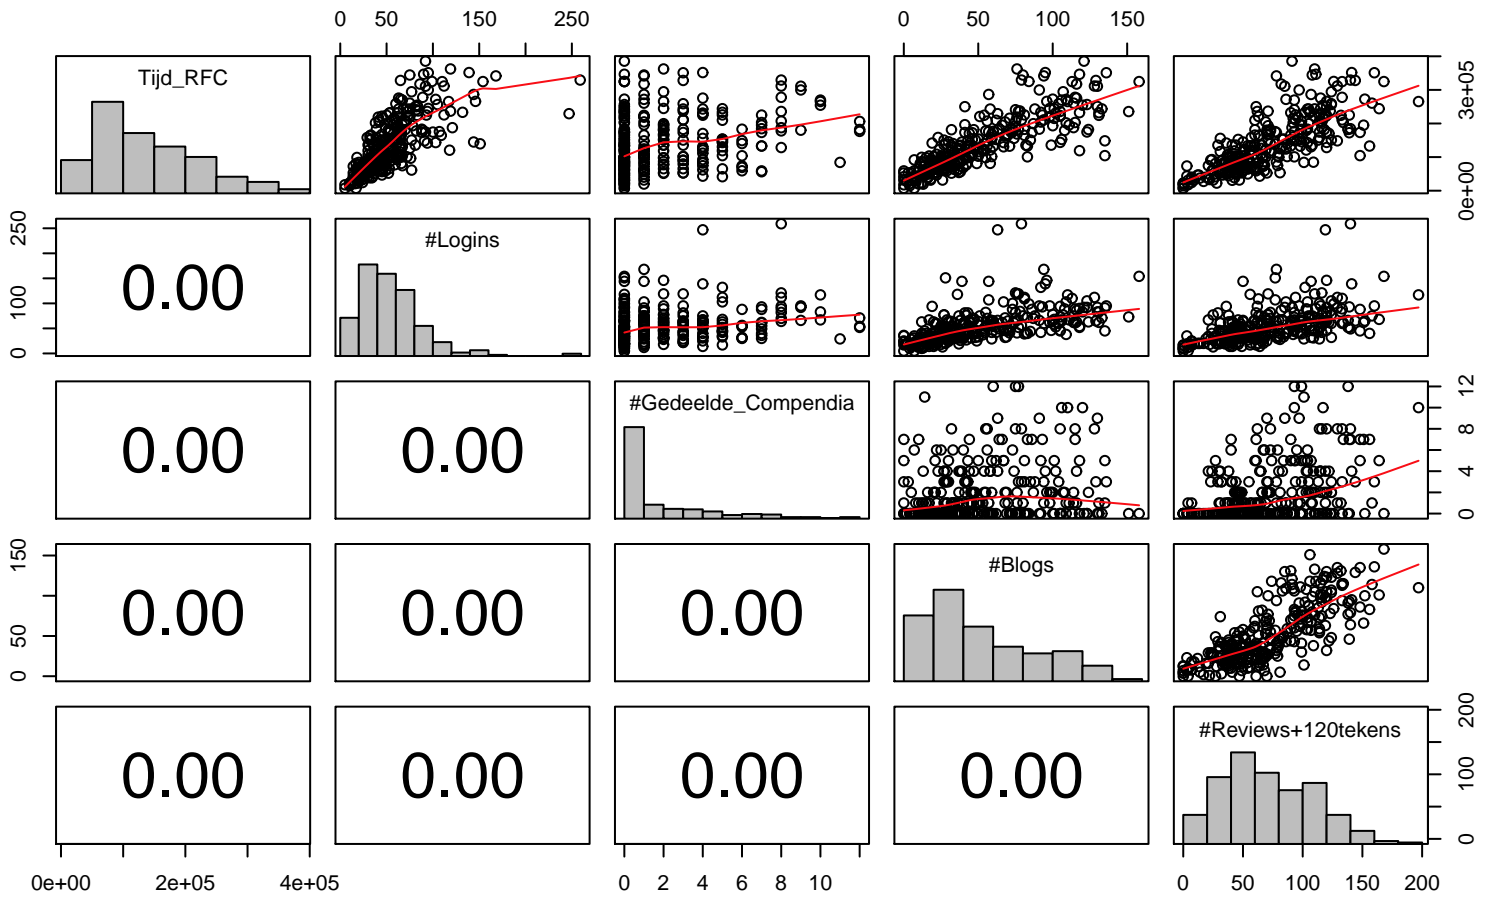 0 50 150 250 0 50 100 150
Tijd_RFC
0e+00 3e+05
0 100 250
0.00
#Logins
0.00 0.00
#Gedeelde_Compendia
0 4 8 12
0 50 150
0.00 0.00 0.00
#Blogs
0.00 0.00 0.00 0.00
#Reviews+120tekens
0 100 200
0e+00 2e+05 4e+05 0 2 4 6 8 10 0 50 100 150 200